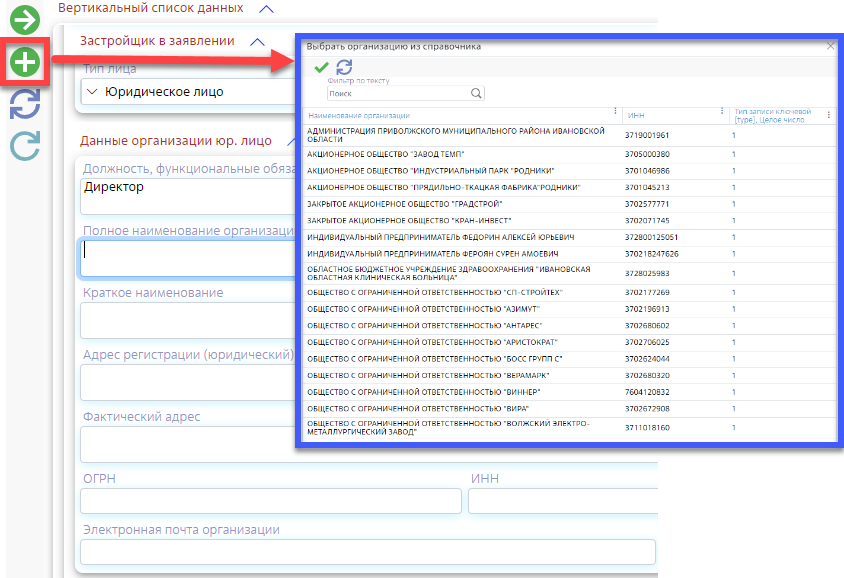 Вертикальный список данных
Застройщик в заявлении
Тип лица
Юридическое лицо
Данные организации юр. лицо
Должность, функциональные обяза
Директор
Полное наименование организаци
Краткое наименование
Адрес регистрации (юридический)
Фактический адрес
ОГРН
ИНН
Электронная почта организации
Выбрать организацию из справочника
Фильтр по тексту
Поиск
Наименование организации ИНН Тип записи ключевой
(type), Целое число
АДМИНИСТРАЦИЯ ПРИВОЛЖСКОГО МУНИЦИПАЛЬНОГО РАЙОНА ИВАНОВСКОЙ
ОБЛАСТИ 3719001961 1
АКЦИОНЕРНОЕ ОБЩЕСТВО "ЗАВОД ТЕМП" 3705000380 1
АКЦИОНЕРНОЕ ОБЩЕСТВО "ИНДУСТРИАЛЬНЫЙ ПАРК "РОДНИКИ" 3701046986 1
АКЦИОНЕРНОЕ ОБЩЕСТВО "ПРЯДИЛЬНО-ТКАЦКАЯ ФАБРИКА"РОДНИКИ" 3701045213 1
ЗАКРЫТОЕ АКЦИОНЕРНОЕ ОБЩЕСТВО "ГРАДСТРОЙ" 3702577771 1
ЗАКРЫТОЕ АКЦИОНЕРНОЕ ОБЩЕСТВО "КРАН-ИНВЕСТ" 3702071745 1
ИНДИВИДУАЛЬНЫЙ ПРЕДПРИНИМАТЕЛЬ ФЕДОРИН АЛЕКСЕЙ ЮРЬЕВИЧ 372800125051 1
ИНДИВИДУАЛЬНЫЙ ПРЕДПРИНИМАТЕЛЬ ФЕРОЯН СУРЕН АМОЕВИЧ 370218247626 1
ОБЛАСТНОЕ БЮДЖЕТНОЕ УЧРЕЖДЕНИЕ ЗДРАВООХРАНЕНИЯ "ИВАНОВСКАЯ
ОБЛАСТНАЯ КЛИНИЧЕСКАЯ БОЛЬНИЦА" 3728025983 1
ОБЩЕСТВО С ОГРАНИЧЕННОЙ ОТВЕТСТВЕННОСТЬЮ "СП-СТРОЙТЕХ" 3702177269 1
ОБЩЕСТВО С ОГРАНИЧЕННОЙ ОТВЕТСТВЕННОСТЬЮ "АЗИМУТ" 3702196913 1
ОБЩЕСТВО С ОГРАНИЧЕННОЙ ОТВЕТСТВЕННОСТЬЮ "АНТАРЕС" 3702680602 1
ОБЩЕСТВО С ОГРАНИЧЕННОЙ ОТВЕТСТВЕННОСТЬЮ "АРИСТОКРАТ" 3702706025 1
ОБЩЕСТВО С ОГРАНИЧЕННОЙ ОТВЕТСТВЕННОСТЬЮ "БОСС ГРУПП С" 3702624044 1
ОБЩЕСТВО С ОГРАНИЧЕННОЙ ОТВЕТСТВЕННОСТЬЮ "ВЕРАМАРК" 3702680320 1
ОБЩЕСТВО С ОГРАНИЧЕННОЙ ОТВЕТСТВЕННОСТЬЮ "ВИННЕР" 7604120832 1
ОБЩЕСТВО С ОГРАНИЧЕННОЙ ОТВЕТСТВЕННОСТЬЮ "ВИРА" 3702672908 1
ОБЩЕСТВО С ОГРАНИЧЕННОЙ ОТВЕТСТВЕННОСТЬЮ "ВОЛЖСКИЙ ЭЛЕКТРО-
МЕТАЛЛУРГИЧЕСКИЙ ЗАВОД" 3711018160 1